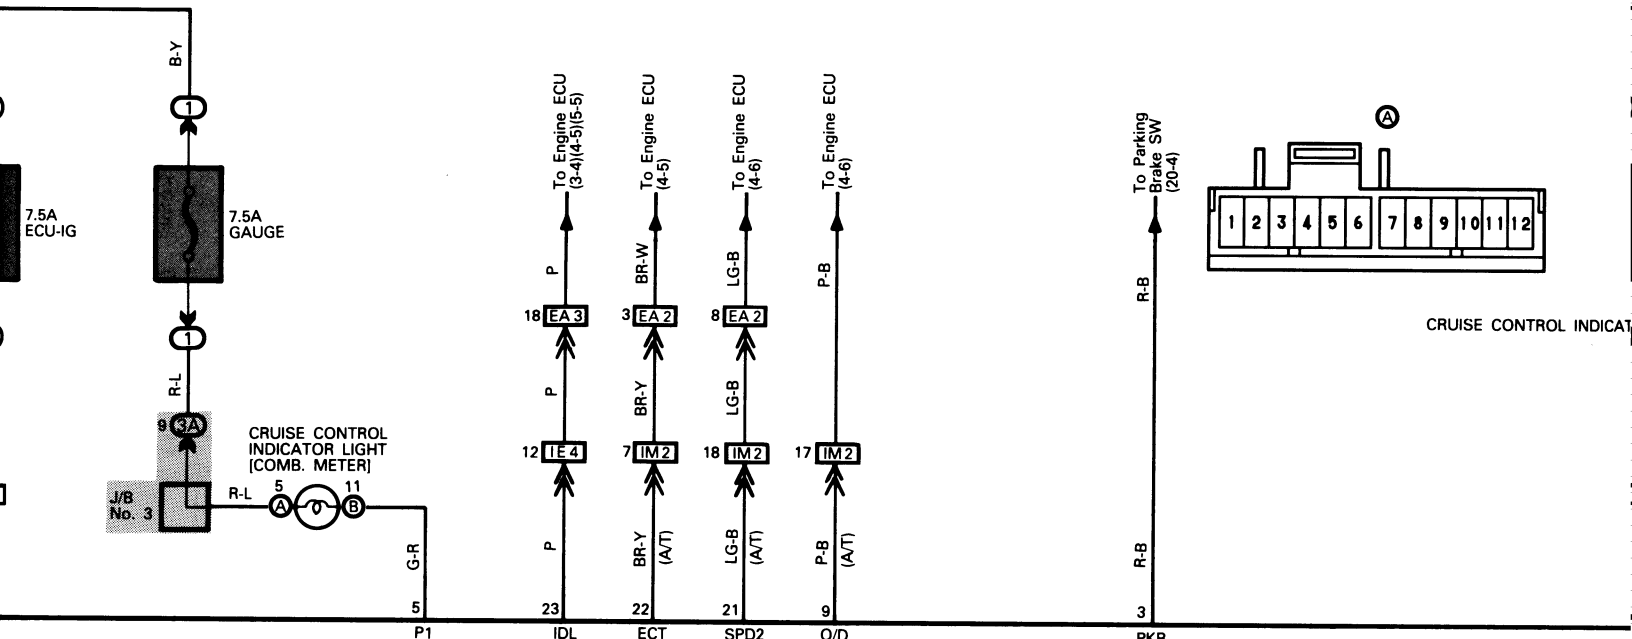 B-Y
1
7.5A
ECU-IG
7.5A
GAUGE
1
R-L
9 3A
J/B
No. 3
R-L
CRUISE CONTROL
INDICATOR LIGHT
[COMB. METER]
5
A
11
B
G-R
5
P1
To Engine ECU
(3-4)(4-5)(5-5)
P
18 EA 3
P
12 IE 4
P
23
IDL
To Engine ECU
(4-5)
BR-W
3 EA 2
BR-Y
7 IM 2
BR-Y
(A/T)
22
ECT
To Engine ECU
(4-6)
LG-B
8 EA 2
LG-B
18 IM 2
LG-B
(A/T)
21
SPD2
To Engine ECU
(4-6)
P-B
17 IM 2
P-B
(A/T)
9
O/D
To Parking
Brake SW
(20-4)
R-B
R-B
3
PKB
A
1 2 3 4 5 6 7 8 9 10 11 12
CRUISE CONTROL INDICAT